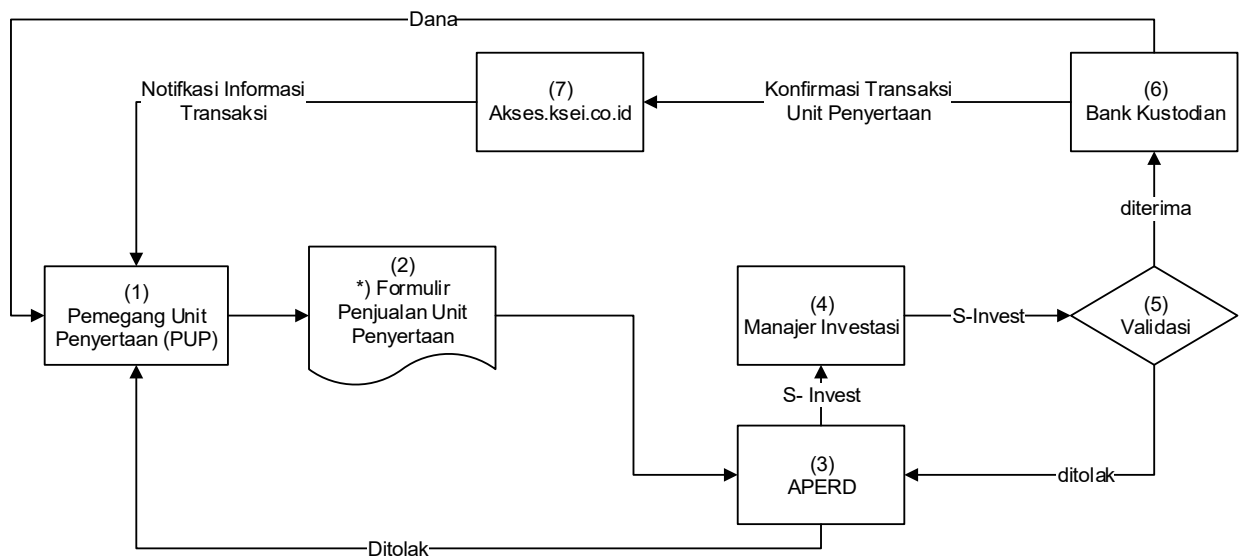 Dana
Notifkasi Informasi
Transaksi
(7)
Akses.ksei.co.id
Konfirmasi Transaksi
Unit Penyertaan
(6)
Bank Kustodian
diterima
(1)
Pemegang Unit
Penyertaan (PUP)
(2)
*) Formulir
Penjualan Unit
Penyertaan
(4)
Manajer Investasi
S-Invest
(5)
Validasi
S- Invest
(3)
APERD
ditolak
Ditolak